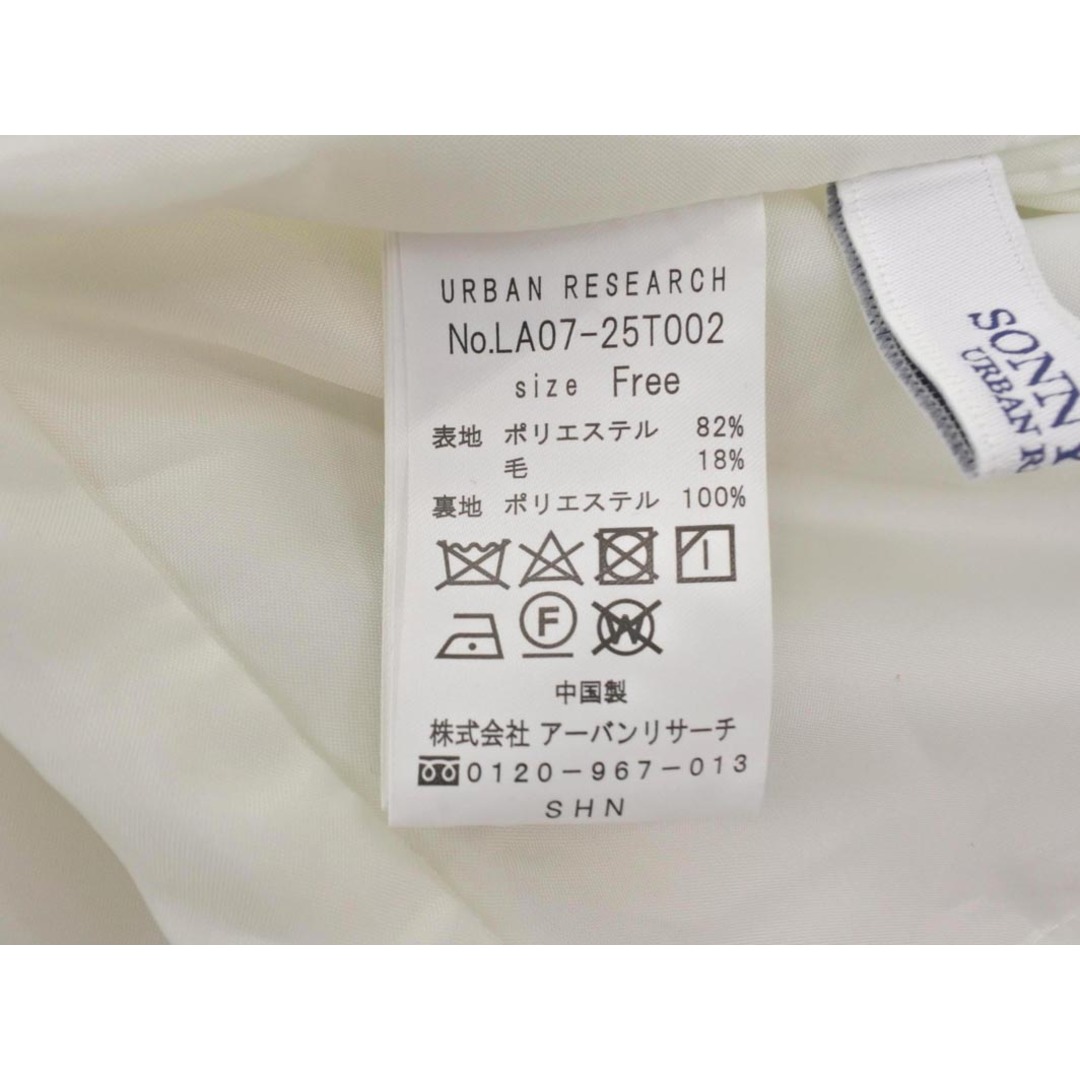 URBAN RESEARCH
No.LA07-25T002
size Free
表地 ポリエステル 82%
毛 18%
裏地 ポリエステル 100%
F W
中国製
株式会社 アーバンリサーチ
0120-967-013
SHN
SONNY
URBAN R